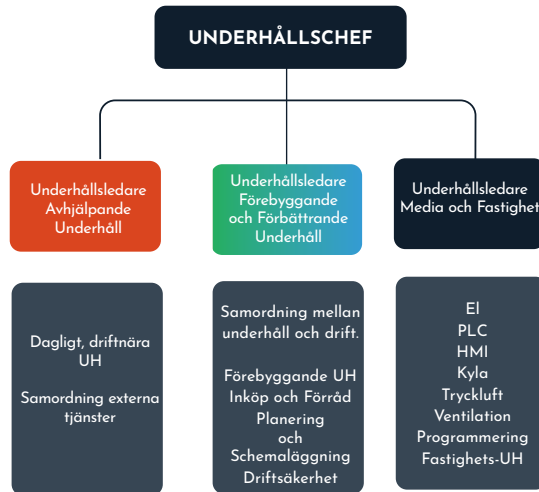 UNDERHÅLLSCHEF
Underhållsledare
Avhjälpande
Underhåll
Underhållsledare
Förebyggande
och Förbättrande
Underhåll
Underhållsledare
Media och Fastighet
Dagligt, driftnära
UH
Samordning externa
tjänster
Samordning mellan
underhåll och drift.
Förebyggande UH
Inköp och Förråd
Planering
och
Schemaläggning
Driftsäkerhet
El
PLC
HMI
Kyla
Tryckluft
Ventilation
Programmering
Fastighets-UH